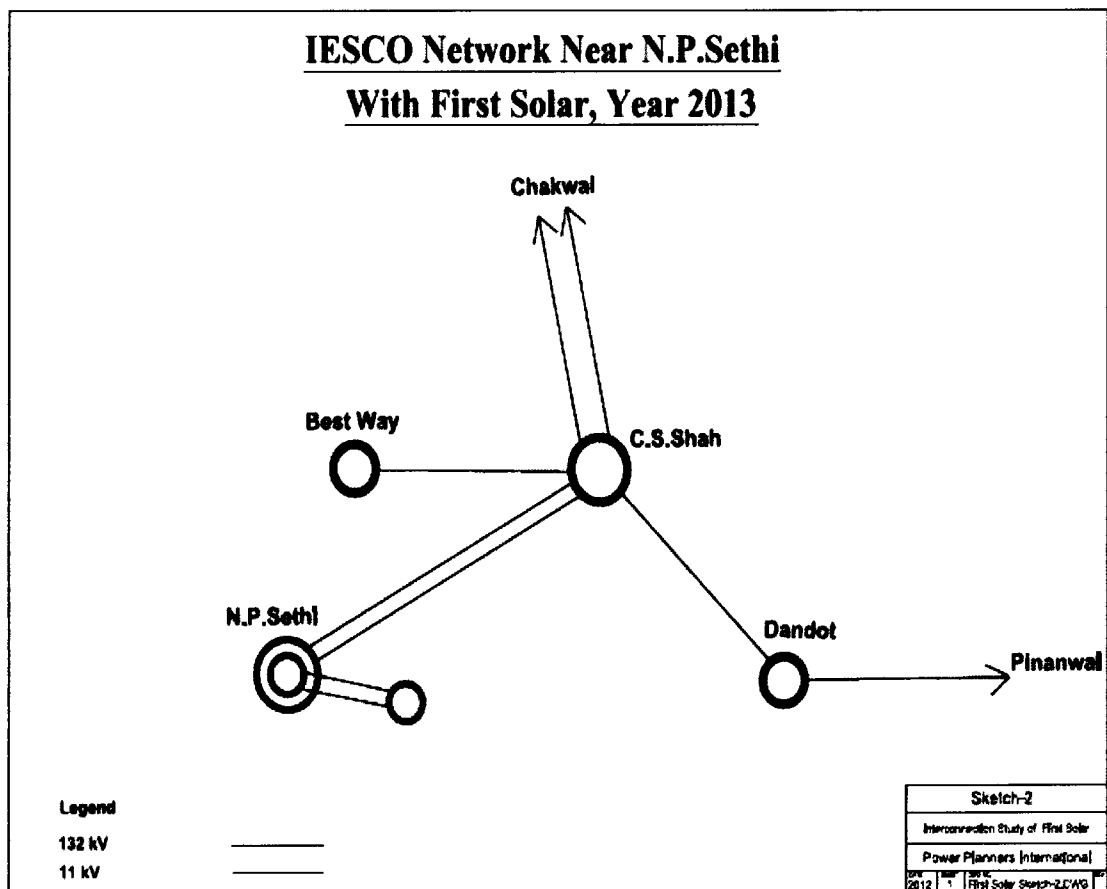 IESCO Network Near N.P.Sethi
With First Solar, Year 2013
Chakwal
Best Way
C.S.Shah
N.P.Sethi
Dandot
Pinanwal
Legend
132 kV
11 kV
Sketch-2
Interconnection Study of First Solar
Power Planners International
2012 1 First Solar Sketch-2.DWG